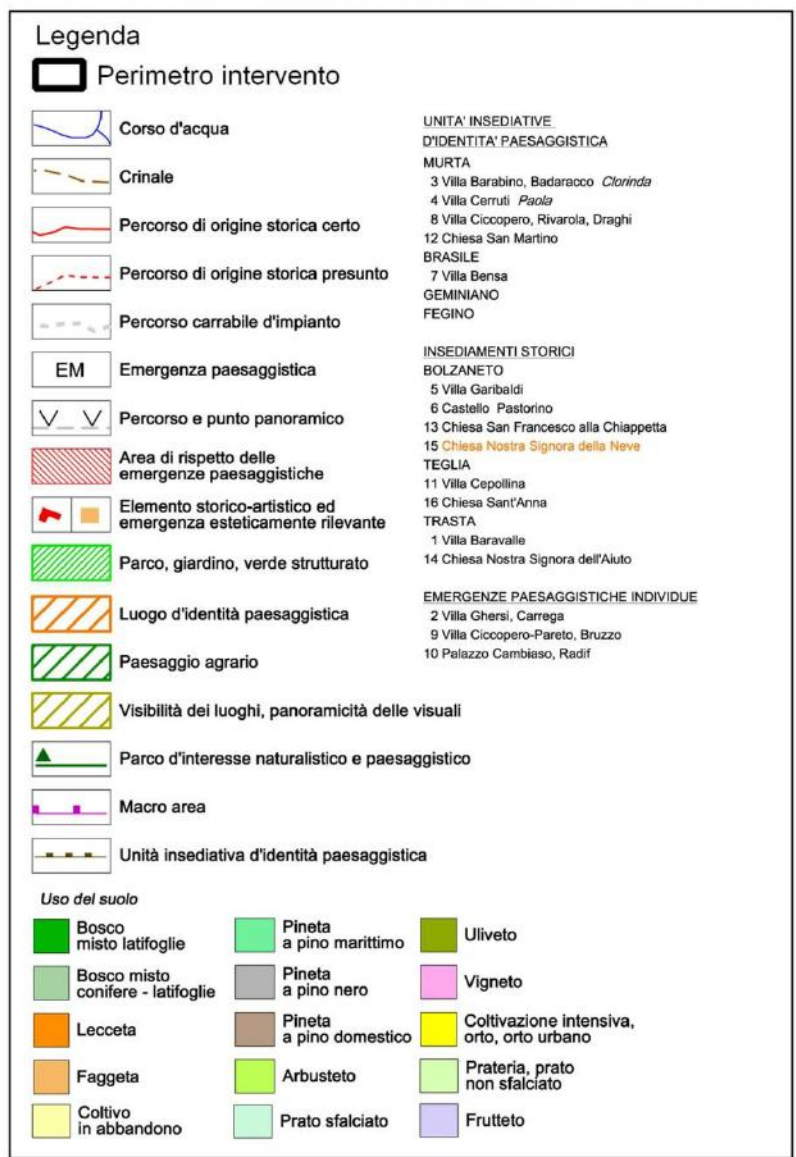 Legenda
Perimetro intervento
Corso d'acqua
Crinale
Percorso di origine storica certo
Percorso di origine storica presunto
Percorso carrabile d'impianto
EM
Emergenza paesaggistica
Percorso e punto panoramico
Area di rispetto delle
emergenze paesaggistiche
Elemento storico-artistico ed
emergenza esteticamente rilevante
Parco, giardino, verde strutturato
Luogo d'identità paesaggistica
Paesaggio agrario
Visibilità dei luoghi, panoramicità delle visuali
Parco d'interesse naturalistico e paesaggistico
Macro area
Unità insediativa d'identità paesaggistica
UNITA' INSEDIATIVE
D'IDENTITA' PAESAGGISTICA
MURTA
3 Villa Barabino, Badaracco Clorinda
4 Villa Cerruti Paola
8 Villa Ciccopero, Rivarola, Draghi
12 Chiesa San Martino
BRASILE
7 Villa Bensa
GEMINIANO
FEGINO
INSEDIAMENTI STORICI
BOLZANETO
5 Villa Garibaldi
6 Castello Pastorino
13 Chiesa San Francesco alla Chiappetta
15 Chiesa Nostra Signora della Neve
TEGLIA
11 Villa Cepollina
16 Chiesa Sant'Anna
TRASTA
1 Villa Baravalle
14 Chiesa Nostra Signora dell'Aiuto
EMERGENZE PAESAGGISTICHE INDIVIDUE
2 Villa Ghersi, Carrega
9 Villa Ciccopero-Pareto, Bruzzo
10 Palazzo Cambiaso, Radif
Uso del suolo
Bosco
misto latifoglie
Bosco misto
conifere - latifoglie
Lecceta
Faggeta
Coltivo
in abbandono
Pineta
a pino marittimo
Pineta
a pino nero
Pineta
a pino domestico
Arbusteto
Prato sfalciato
Uliveto
Vigneto
Coltivazione intensiva,
orto, orto urbano
Prateria, prato
non sfalciato
Frutteto